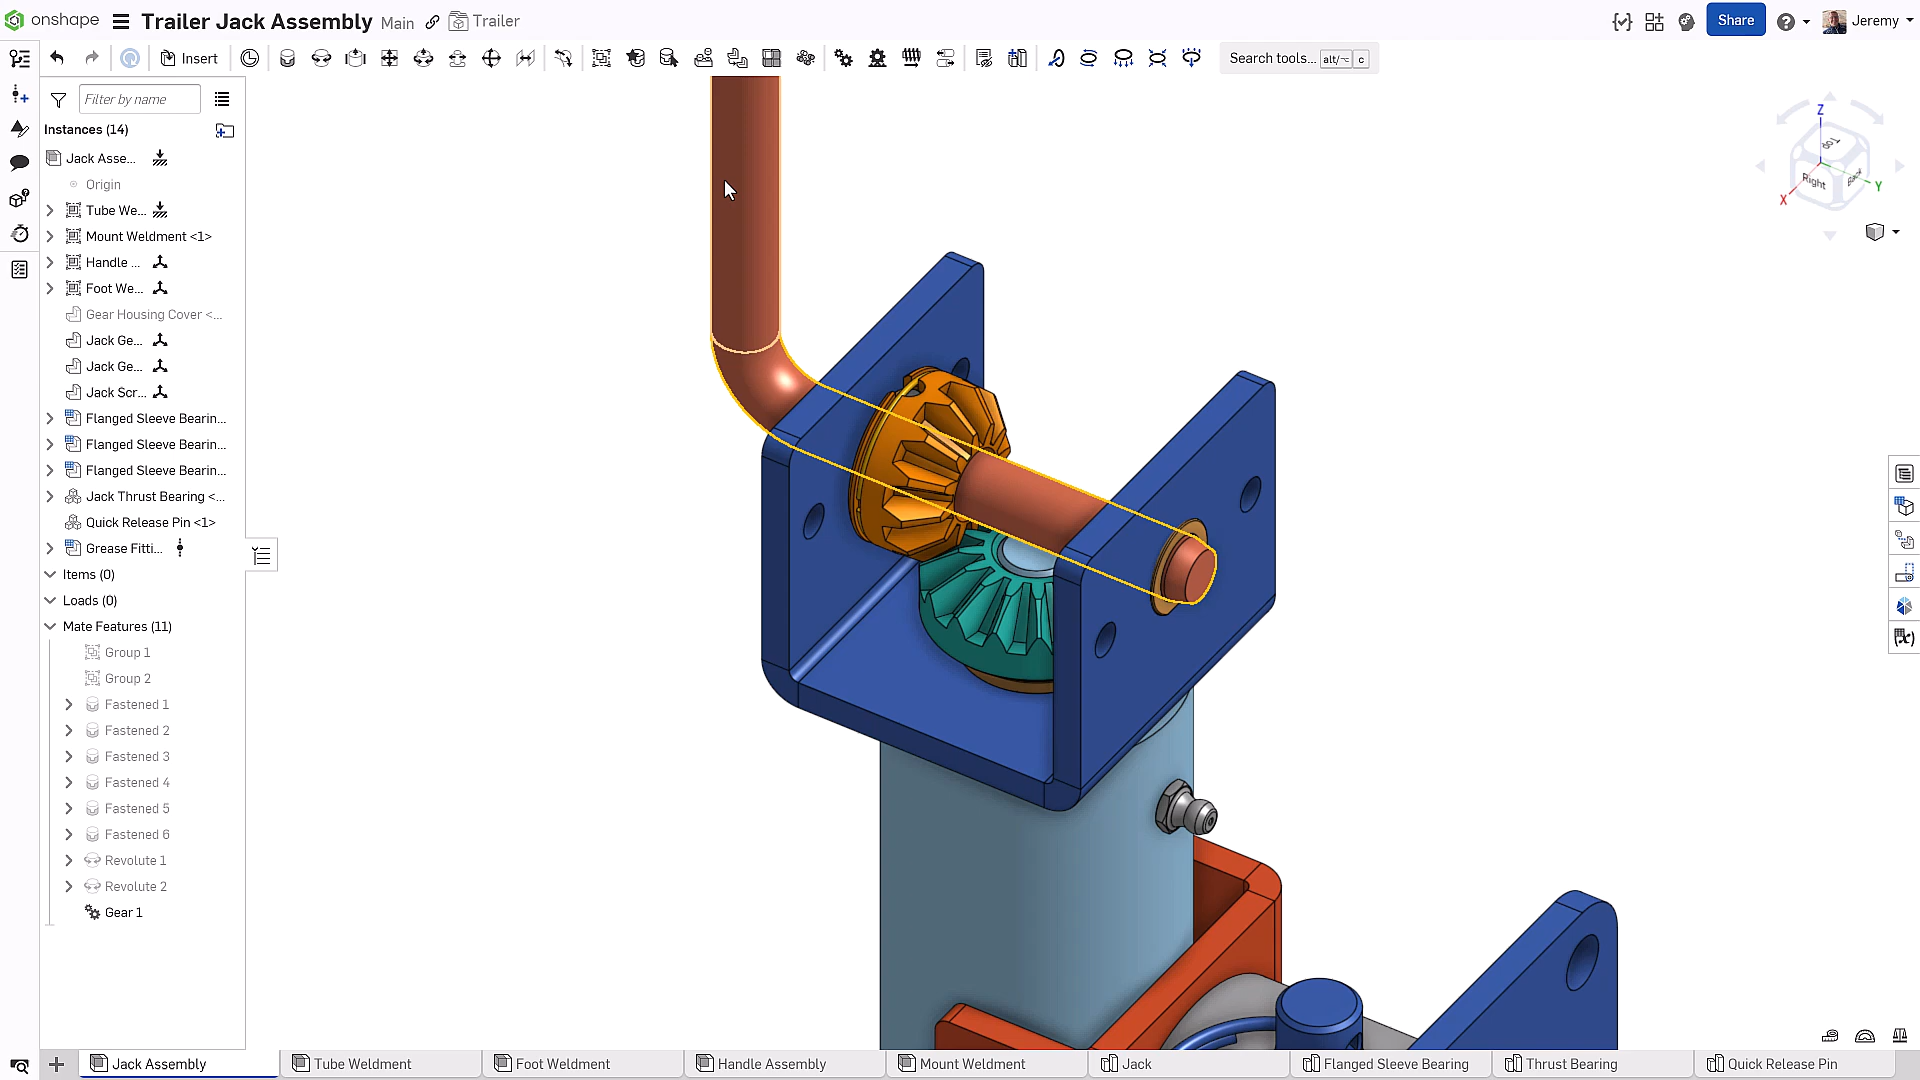 onshape Trailer Jack Assembly Main Trailer Share Jeremy
Insert Search tools... alt/⌥ c
Filter by name
Instances (14)
Jack Asse...
Origin
Tube We...
Mount Weldment <1>
Handle ...
Foot We...
Gear Housing Cover <...
Jack Ge...
Jack Ge...
Jack Scr...
Flanged Sleeve Bearin...
Flanged Sleeve Bearin...
Flanged Sleeve Bearin...
Jack Thrust Bearing <...
Quick Release Pin <1>
Grease Fitti...
Items (0)
Loads (0)
Mate Features (11)
Group 1
Group 2
Fastened 1
Fastened 2
Fastened 3
Fastened 4
Fastened 5
Fastened 6
Revolute 1
Revolute 2
Gear 1
Z
Top
Right
Back
X
Y
Jack Assembly Tube Weldment Foot Weldment Handle Assembly Mount Weldment Jack Flanged Sleeve Bearing Thrust Bearing Quick Release Pin